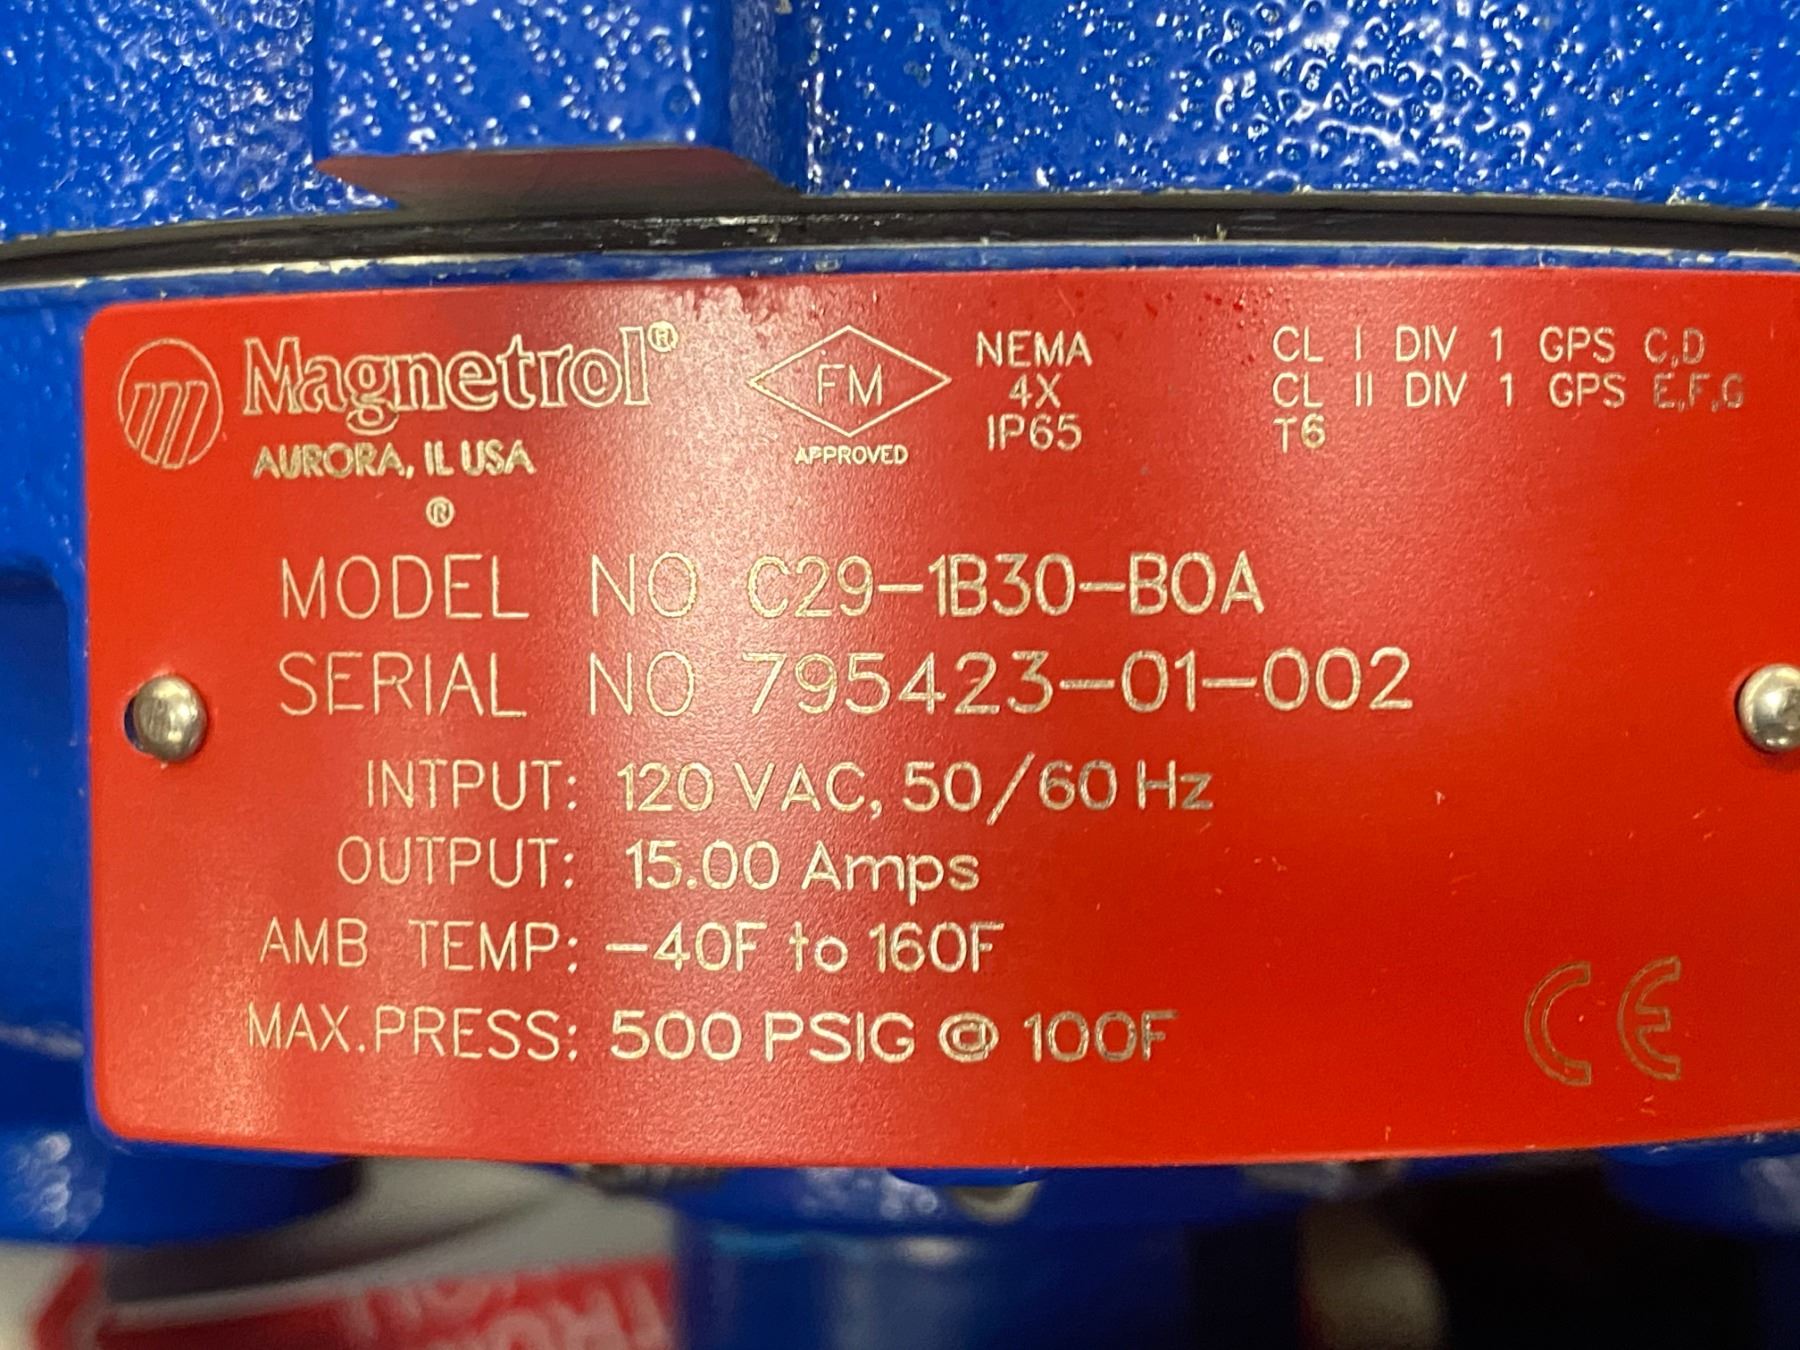 Magnetrol®
AURORA, IL USA
®
FM
APPROVED
NEMA
4X
IP65
CL I DIV 1 GPS C,D
CL II DIV 1 GPS E,F,G
T6
MODEL NO C29-1B30-BOA
SERIAL NO 795423-01-002
INTPUT: 120 VAC, 50/60 Hz
OUTPUT: 15.00 Amps
AMB TEMP: -40F to 160F
MAX.PRESS: 500 PSIG @ 100F
CE